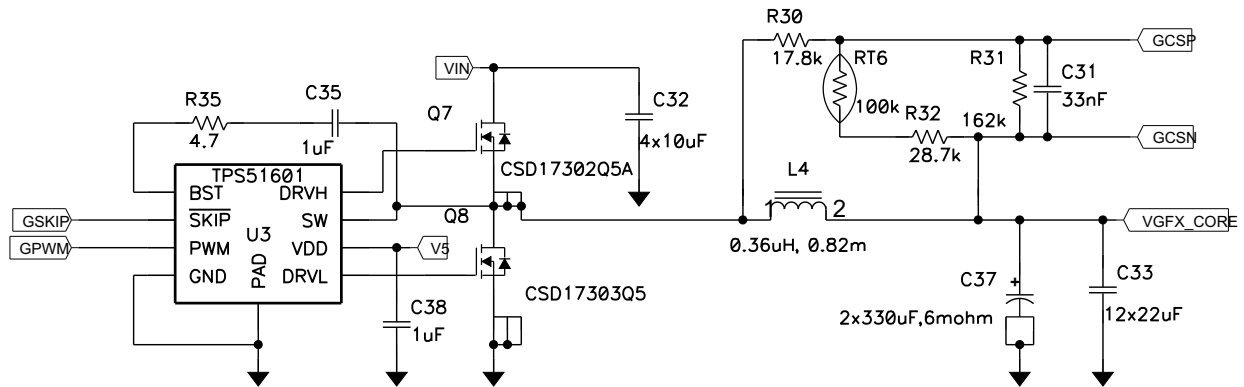 R30
17.8k
GCSP
VIN
RT6
R31
C31
33nF
C35
R35
4.7
1uF
Q7
C32
4x10uF
100k
R32
28.7k
162k
GCSN
TPS51601
CSD17302Q5A
L4
BST
DRVH
GSKIP
SKIP
SW
Q8
1
2
VGFX_CORE
U3
GPWM
PWM
VDD
V5
0.36uH, 0.82m
GND
PAD
DRVL
C37
+
C33
CSD17303Q5
C38
1uF
2x330uF,6mohm
12x22uF